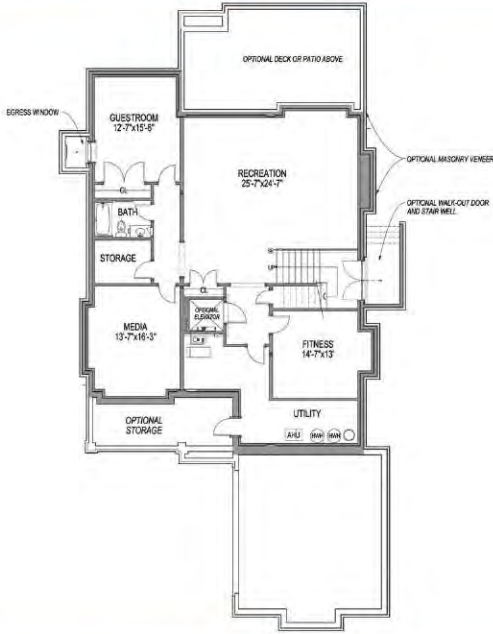 OPTIONAL DECK OR PATIO ABOVE
EGRESS WINDOW
GUESTROOM
12'-7"x15'-6"
OPTIONAL MASONRY VENEER
RECREATION
25'-7"x24'-7"
CL
OPTIONAL WALK-OUT DOOR
AND STAIR WELL
BATH
STORAGE
CL
OPTIONAL
ELEVATOR
MEDIA
13'-7"x16'-3"
FITNESS
14'-7"x13'
OPTIONAL
STORAGE
UTILITY
AHU
HWH
HWH